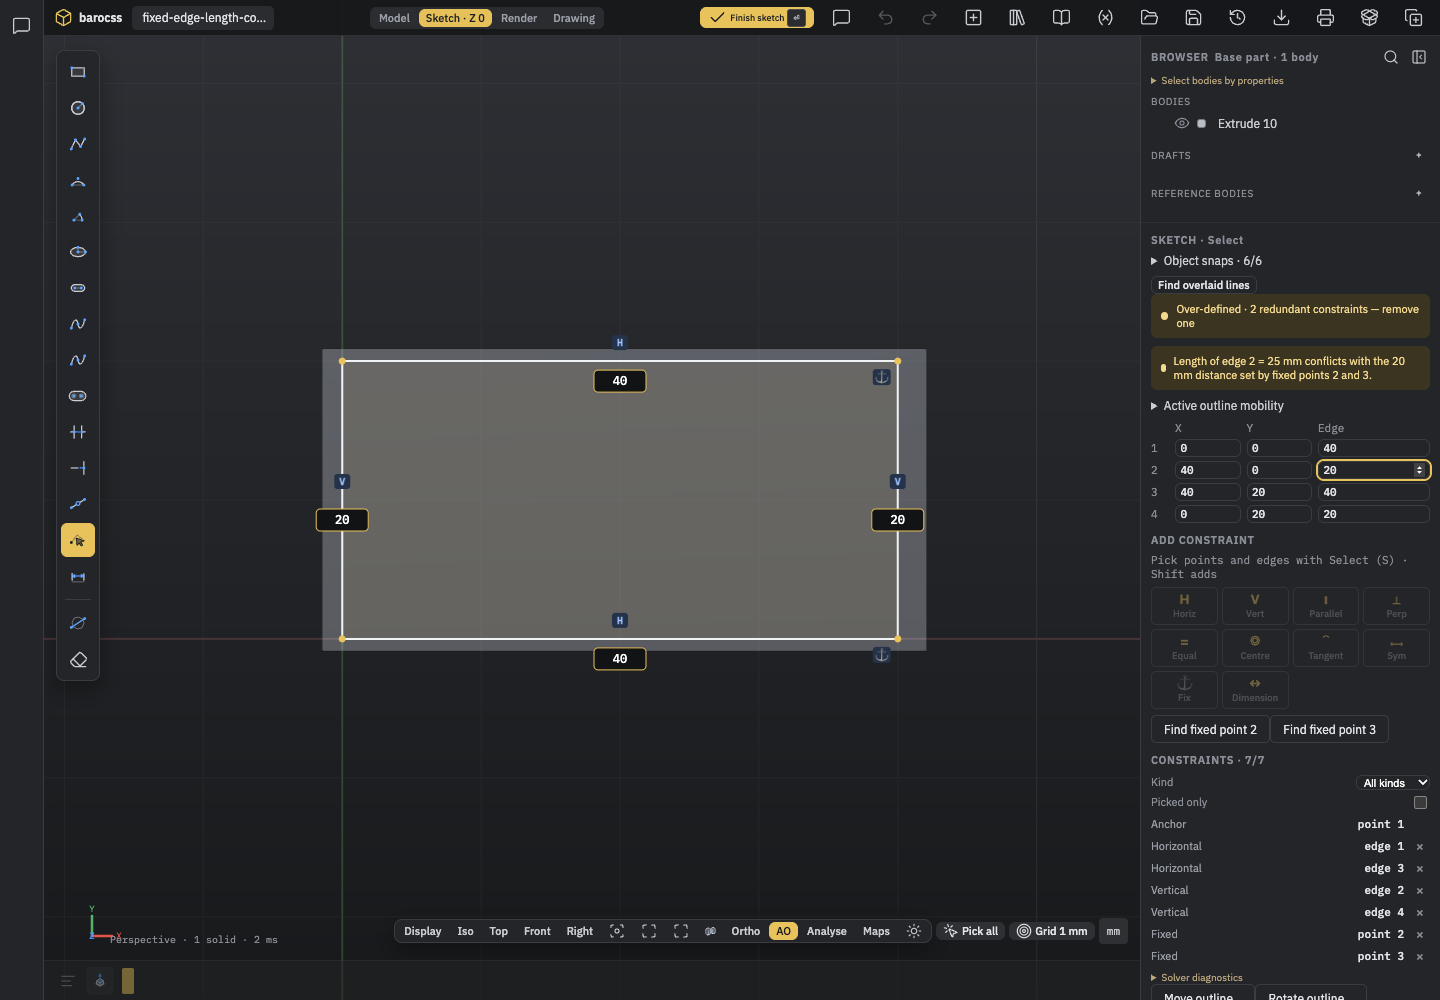 barocss
fixed-edge-length-co...
Model
Sketch · Z 0
Render
Drawing
Finish sketch
BROWSER Base part · 1 body
Select bodies by properties
BODIES
Extrude 10
DRAFTS
REFERENCE BODIES
SKETCH · Select
Object snaps · 6/6
Find overlaid lines
Over-defined · 2 redundant constraints — remove
one
Length of edge 2 = 25 mm conflicts with the 20
mm distance set by fixed points 2 and 3.
Active outline mobility
X Y Edge
1 0 0 40
2 40 0 20
3 40 20 40
4 0 20 20
ADD CONSTRAINT
Pick points and edges with Select (S) ·
Shift adds
H V
Horiz Vert Parallel Perp
Equal Centre Tangent Sym
Fix Dimension
Find fixed point 2 Find fixed point 3
CONSTRAINTS · 7/7
Kind All kinds
Picked only
Anchor point 1
Horizontal edge 1 ×
Horizontal edge 3 ×
Vertical edge 2 ×
Vertical edge 4 ×
Fixed point 2 ×
Fixed point 3 ×
Solver diagnostics
Move outline Rotate outline
H
40
V V
20 20
H
40
Y
X
Z
Perspective · 1 solid · 2 ms
Display Iso Top Front Right Ortho AO Analyse Maps Pick all Grid 1 mm mm